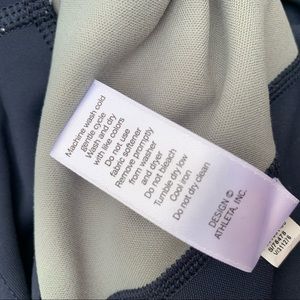 Machine wash cold
gentle cycle
Wash and dry
with like colors
Do not use
fabric softener
Remove promptly
from washer
and dryer
Do not bleach
Tumble dry low
Cool iron
Do not dry clean
DESIGN ©
ATHLETA, INC.